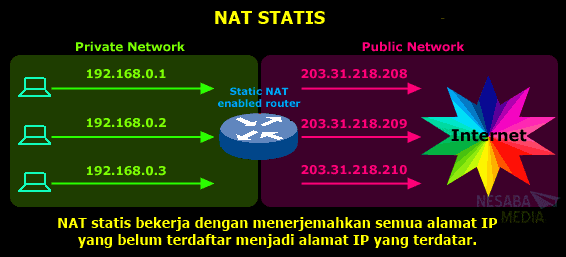 NAT STATIS
Private Network
Public Network
192.168.0.1
203.31.218.208
Static NAT
enabled router
192.168.0.2
203.31.218.209
Internet
192.168.0.3
203.31.218.210
NESABA
MEDIA
NAT statis bekerja dengan menerjemahkan semua alamat IP
yang belum terdaftar menjadi alamat IP yang terdatar.